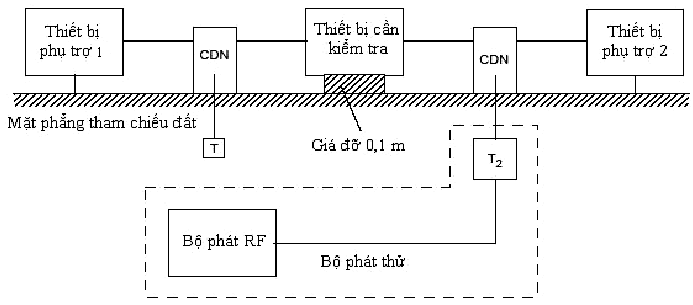 Thiết bị
phụ trợ 1
CDN
Thiết bị cần
kiểm tra
CDN
Thiết bị
phụ trợ 2
Mặt phẳng tham chiếu đất
T
Giá đỡ 0,1 m
T2
Bộ phát RF
Bộ phát thử